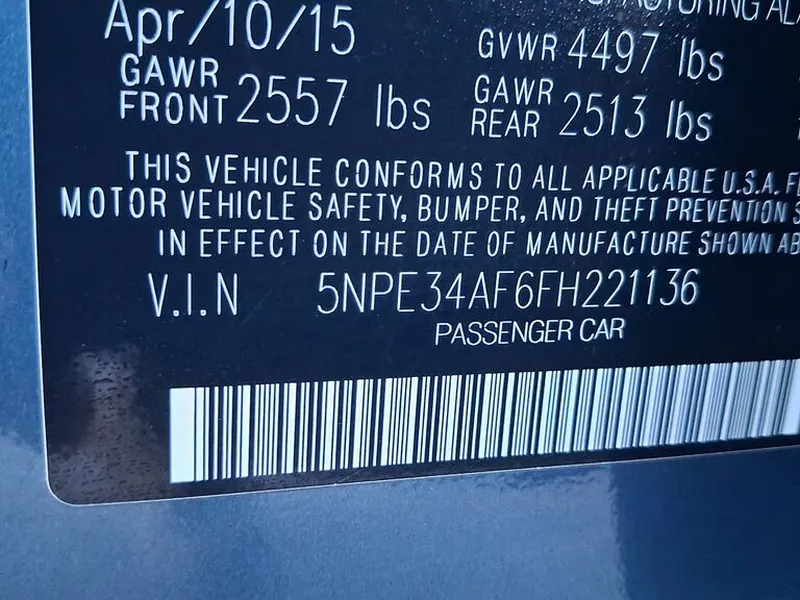 Apr/10/15 GVWR 4497 lbs
GAWR FRONT 2557 lbs GAWR REAR 2513 lbs
THIS VEHICLE CONFORMS TO ALL APPLICABLE U.S.A.
MOTOR VEHICLE SAFETY, BUMPER, AND THEFT PREVENTION
IN EFFECT ON THE DATE OF MANUFACTURE SHOWN
V.I.N 5NPE34AF6FH221136
PASSENGER CAR